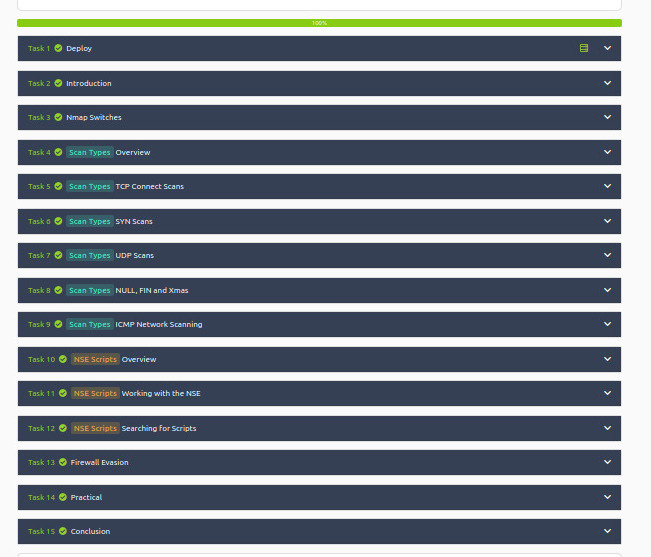 100%
Task 1 Deploy
Task 2 Introduction
Task 3 Nmap Switches
Task 4 Scan Types Overview
Task 5 Scan Types TCP Connect Scans
Task 6 Scan Types SYN Scans
Task 7 Scan Types UDP Scans
Task 8 Scan Types NULL, FIN and Xmas
Task 9 Scan Types ICMP Network Scanning
Task 10 NSE Scripts Overview
Task 11 NSE Scripts Working with the NSE
Task 12 NSE Scripts Searching for Scripts
Task 13 Firewall Evasion
Task 14 Practical
Task 15 Conclusion